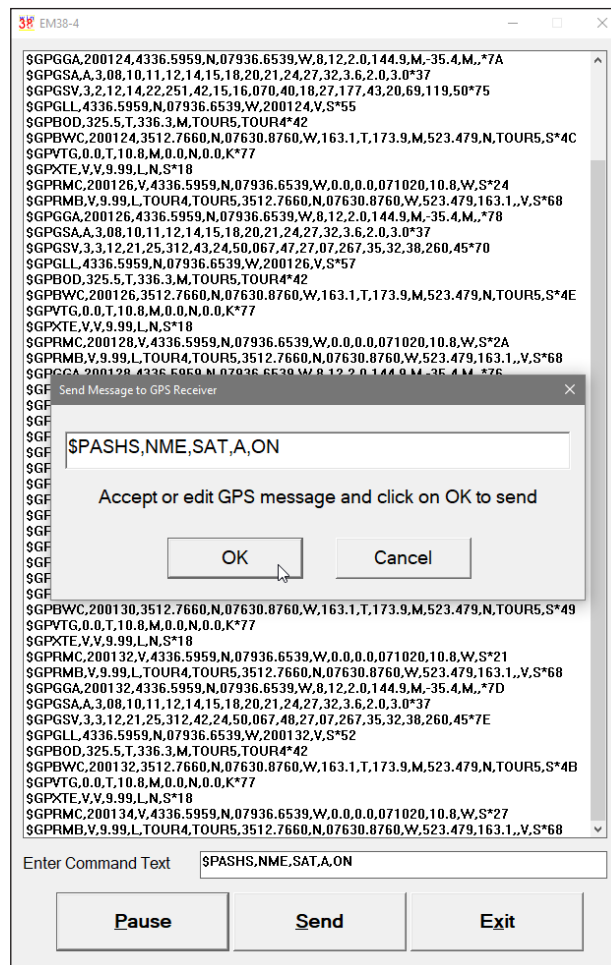 EM38-4
$GPGGA,200124,4336.5959,N,07936.6539,W,8,12,2.0,144.9,M,-35.4,M,,*7A
$GPGSA,A,3,08,10,11,12,14,15,18,20,21,24,27,32,3.6,2.0,3.0*37
$GPGSV,3,2,12,14,22,251,42,15,16,070,40,18,27,177,43,20,69,119,50*75
$GPGLL,4336.5959,N,07936.6539,W,200124,V,S*55
$GPBOD,325.5,T,336.3,M,TOUR5,TOUR4*42
$GPBWC,200124,3512.7660,N,07630.8760,W,163.1,T,173.9,M,523.479,N,TOUR5,S*4C
$GPVTG,0.0,T,10.8,M,0.0,N,0.0,K*77
$GPXTE,V,V,9.99,L,N,S*18
$GPRMC,200126,V,4336.5959,N,07936.6539,W,0.0,0.0,071020,10.8,W,S*24
$GPRMB,V,9.99,L,TOUR4,TOUR5,3512.7660,N,07630.8760,W,523.479,163.1,,V,S*68
$GPGGA,200126,4336.5959,N,07936.6539,W,8,12,2.0,144.9,M,-35.4,M,,*78
$GPGSA,A,3,08,10,11,12,14,15,18,20,21,24,27,32,3.6,2.0,3.0*37
$GPGSV,3,3,12,21,25,312,43,24,50,067,47,27,07,267,35,32,38,260,45*70
$GPGLL,4336.5959,N,07936.6539,W,200126,V,S*57
$GPBOD,325.5,T,336.3,M,TOUR5,TOUR4*42
$GPBWC,200126,3512.7660,N,07630.8760,W,163.1,T,173.9,M,523.479,N,TOUR5,S*4E
$GPVTG,0.0,T,10.8,M,0.0,N,0.0,K*77
$GPXTE,V,V,9.99,L,N,S*18
$GPRMC,200128,V,4336.5959,N,07936.6539,W,0.0,0.0,071020,10.8,W,S*2A
$GPRMB,V,9.99,L,TOUR4,TOUR5,3512.7660,N,07630.8760,W,523.479,163.1,,V,S*68
$GPGGA,200128,4336.5959,N,07936.6539,W,8,12,2.0,144.9,M,-35.4,M,,*76
Send Message to GPS Receiver
$PASHS,NME,SAT,A,ON
Accept or edit GPS message and click on OK to send
OK Cancel
$GPBWC,200130,3512.7660,N,07630.8760,W,163.1,T,173.9,M,523.479,N,TOUR5,S*49
$GPVTG,0.0,T,10.8,M,0.0,N,0.0,K*77
$GPXTE,V,V,9.99,L,N,S*18
$GPRMC,200132,V,4336.5959,N,07936.6539,W,0.0,0.0,071020,10.8,W,S*21
$GPRMB,V,9.99,L,TOUR4,TOUR5,3512.7660,N,07630.8760,W,523.479,163.1,,V,S*68
$GPGGA,200132,4336.5959,N,07936.6539,W,8,12,2.0,144.9,M,-35.4,M,,*7D
$GPGSA,A,3,08,10,11,12,14,15,18,20,21,24,27,32,3.6,2.0,3.0*37
$GPGSV,3,3,12,21,25,312,42,24,50,067,48,27,07,267,35,32,38,260,45*7E
$GPGLL,4336.5959,N,07936.6539,W,200132,V,S*52
$GPBOD,325.5,T,336.3,M,TOUR5,TOUR4*42
$GPBWC,200132,3512.7660,N,07630.8760,W,163.1,T,173.9,M,523.479,N,TOUR5,S*4B
$GPVTG,0.0,T,10.8,M,0.0,N,0.0,K*77
$GPXTE,V,V,9.99,L,N,S*18
$GPRMC,200134,V,4336.5959,N,07936.6539,W,0.0,0.0,071020,10.8,W,S*27
$GPRMB,V,9.99,L,TOUR4,TOUR5,3512.7660,N,07630.8760,W,523.479,163.1,,V,S*68
Enter Command Text $PASHS,NME,SAT,A,ON
Pause Send Exit